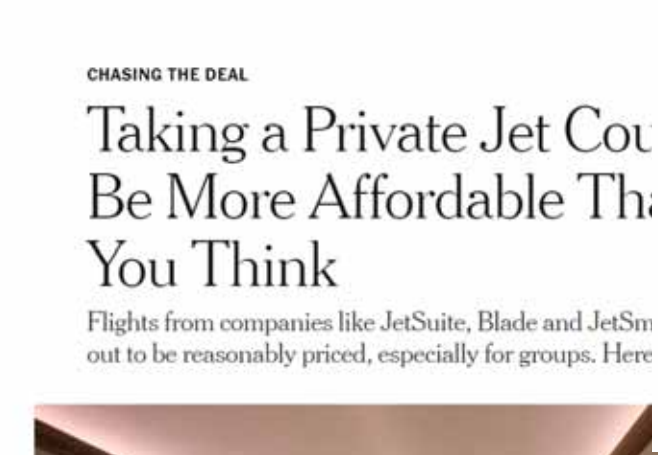 CHASING THE DEAL
Taking a Private Jet Cou
Be More Affordable Tha
You Think
Flights from companies like JetSuite, Blade and JetSm
out to be reasonably priced, especially for groups. Here